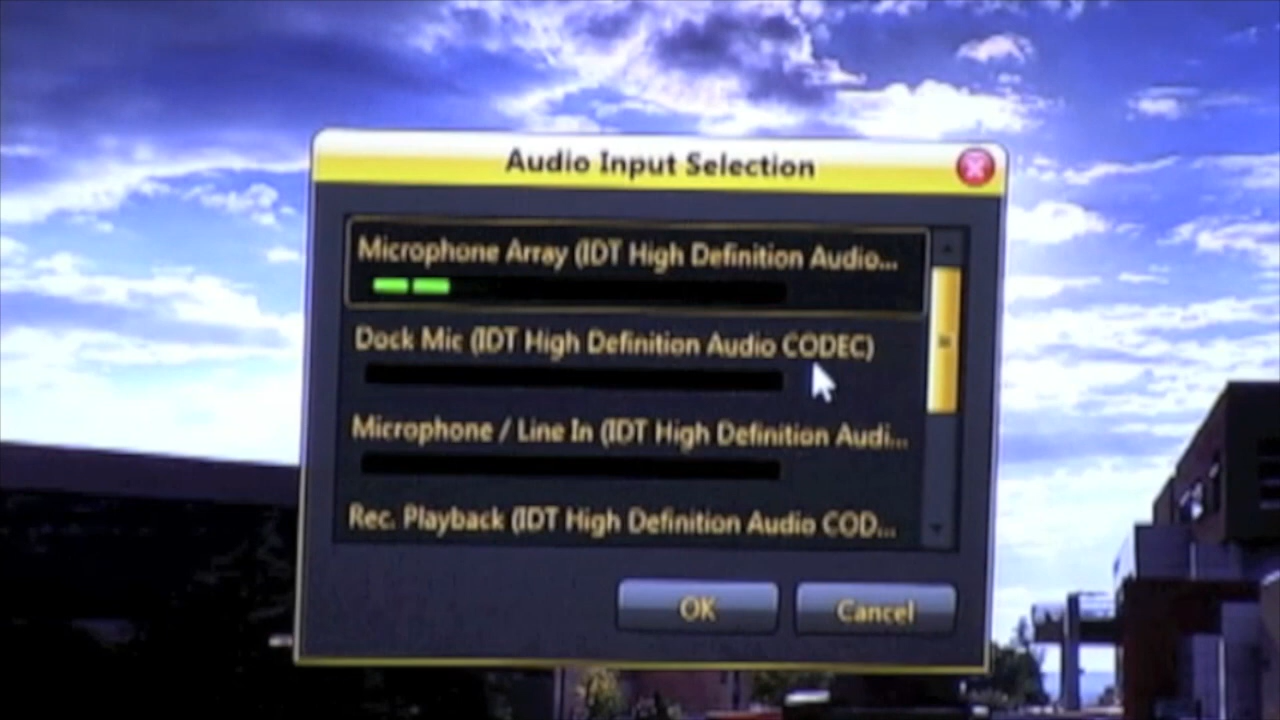 Audio Input Selection
Microphone Array (IDT High Definition Audio...
Dock Mic (IDT High Definition Audio CODEC)
Microphone / Line In (IDT High Definition Audi...
Rec. Playback (IDT High Definition Audio COD...
OK
Cancel